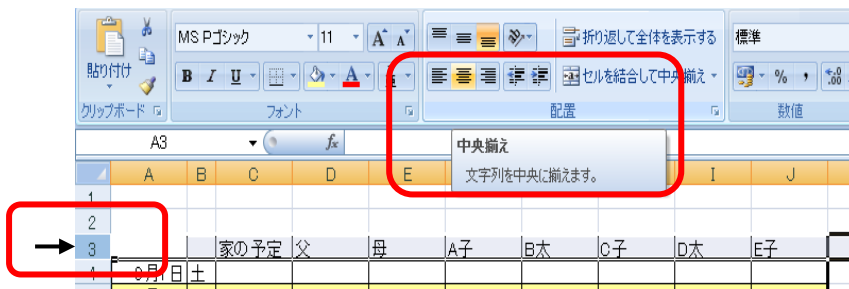 MS Pゴシック 11 A A 折り返して全体を表示する 標準
貼り付け B I U A セルを結合して中央揃え % ,
クリップボード フォント 配置 数値
A3 fx 中央揃え
文字列を中央に揃えます。
A B C D E I J
1
2
3 家の予定 父 母 A子 B太 C子 D太 E子
4 9月1日 土